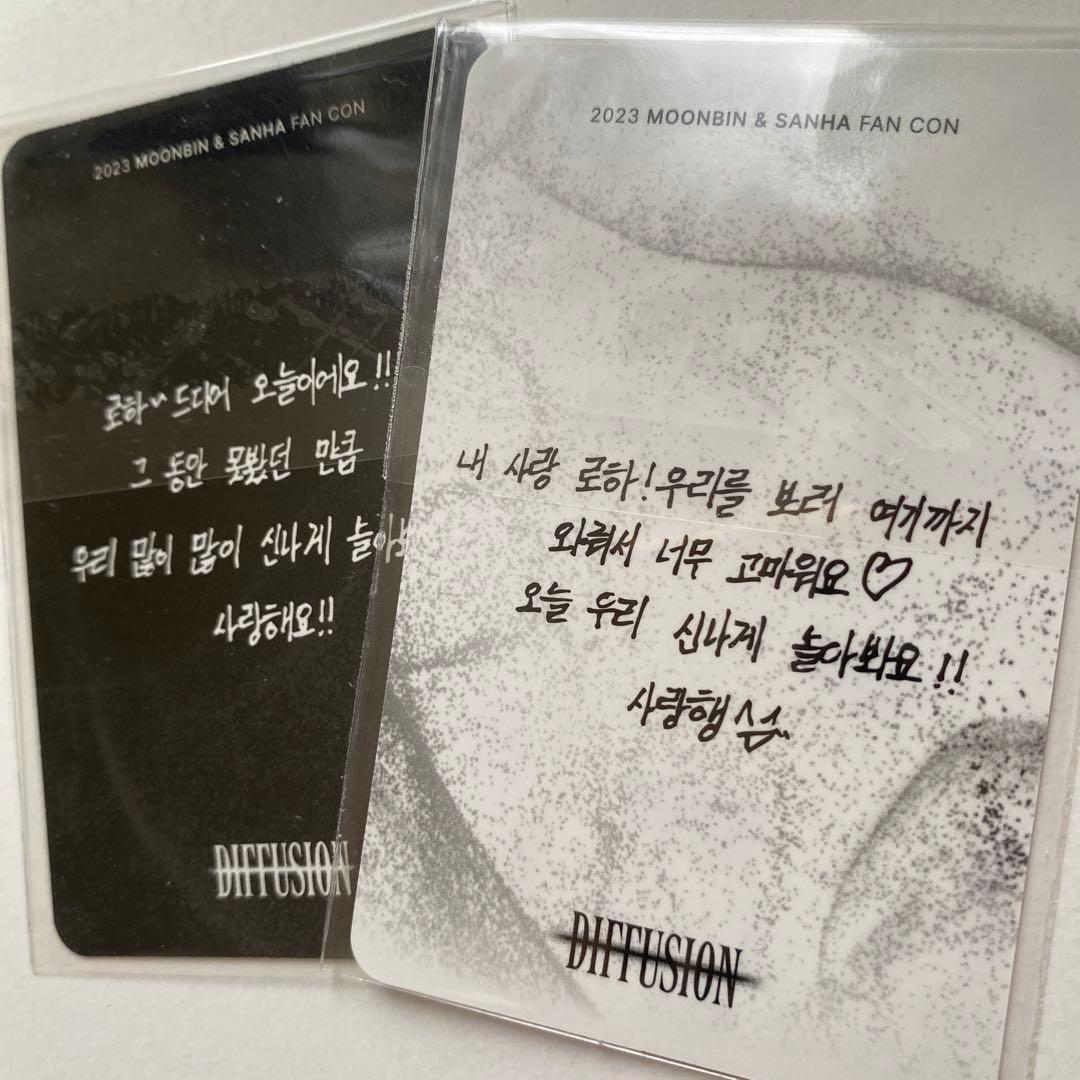 2023 MOONBIN & SANHA FAN CON
로하~ 드디어 오늘이에요!!
그 동안 못봤던 만큼
우리 많이 많이 신나게
사랑해요!!
DIFFUSION
2023 MOONBIN & SANHA FAN CON
내 사랑 로하! 우리를 보러 여기까지
와줘서 너무 고마워요♡
오늘 우리 신나게 놀아봐요!!
사랑행
DIFFUSION